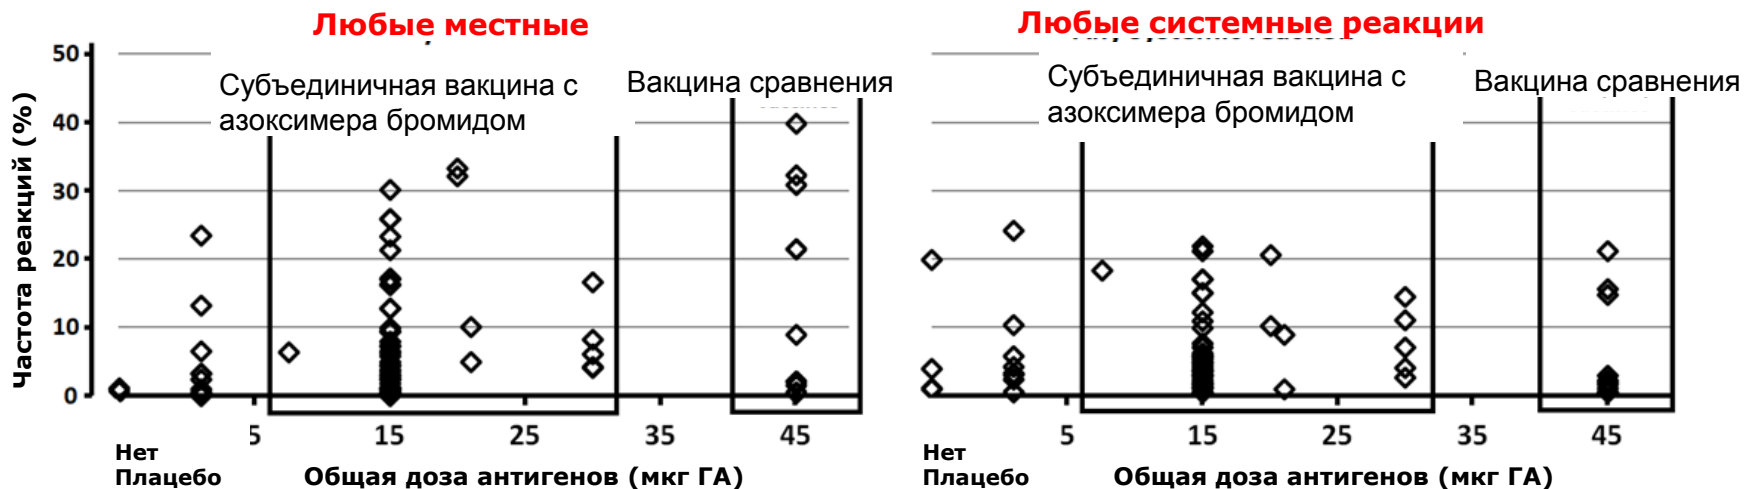 Любые местные
Частота реакций (%)
50
40
30
20
10
0
Субъединичная вакцина с
азоксимера бромидом
Вакцина сравнения
5 15 25 35 45
Нет
Плацебо
Общая доза антигенов (мкг ГА)
Любые системные реакции
Субъединичная вакцина с
азоксимера бромидом
Вакцина сравнения
5 15 25 35 45
Нет
Плацебо
Общая доза антигенов (мкг ГА)